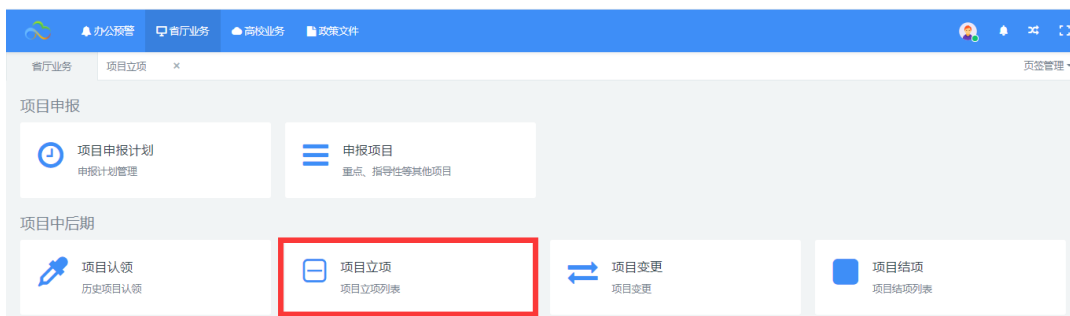 办公预警 省厅业务 高校业务 政策文件
省厅业务 项目立项 × 页签管理
项目申报
项目申报计划 申报项目
申报计划管理 重点、指导性等其他项目
项目中后期
项目认领 项目立项 项目变更 项目结项
历史项目认领 项目立项列表 项目变更 项目结项列表